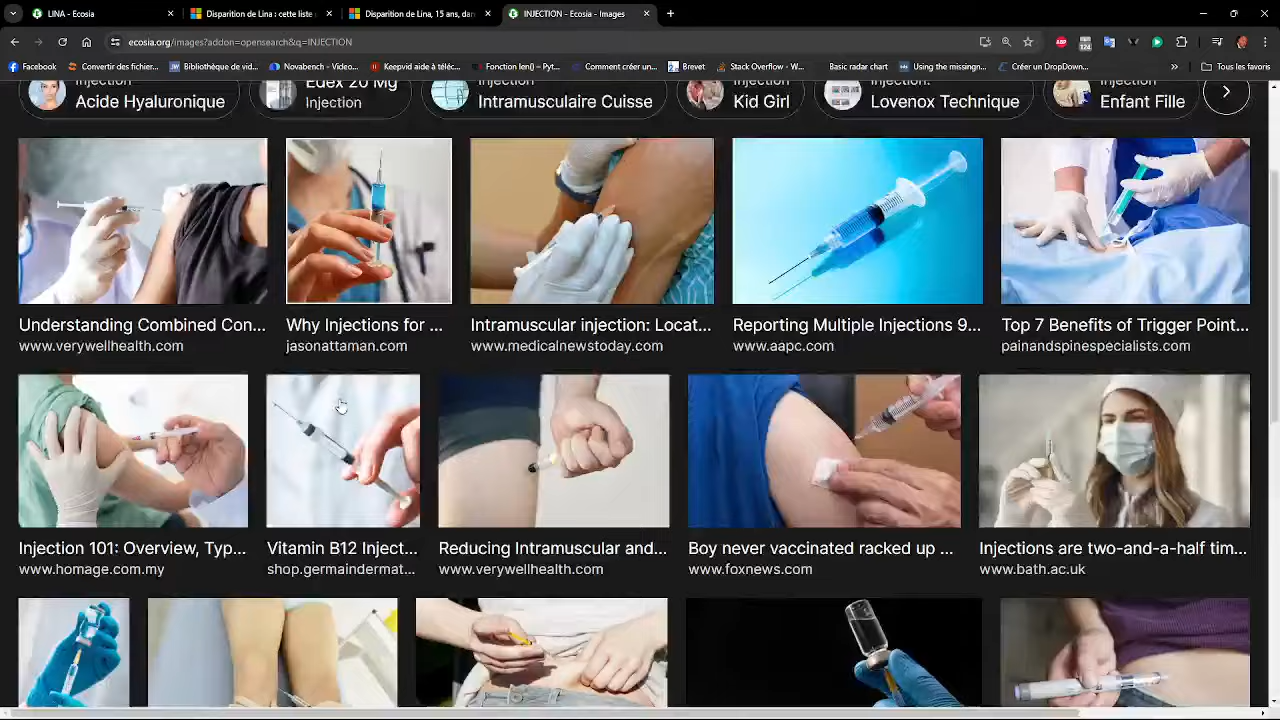 LINA - Ecosia
Disparition de Lina : cette liste
Disparition de Lina, 15 ans, dan
INJECTION - Ecosia - Images
ecosia.org/images?addon=opensearch&q=INJECTION
Facebook
Convertir des fichier...
Bibliothèque de vid...
Novabench - Video...
Keepvid aide à téléc...
Fonction len() — Pyt...
Comment créer un...
Brevet
Stack Overflow - W...
Basic radar chart
Using the missingn...
Créer un DropDown...
»
Tous les favoris
Acide Hyaluronique
Injection
Intramusculaire Cuisse
Kid Girl
Lovenox Technique
Enfant Fille
Understanding Combined Con...
www.verywellhealth.com
Why Injections for ...
jasonattaman.com
Intramuscular injection: Locat...
www.medicalnewstoday.com
Reporting Multiple Injections 9...
www.aapc.com
Top 7 Benefits of Trigger Point...
painandspinespecialists.com
Injection 101: Overview, Typ...
www.homage.com.my
Vitamin B12 Inject...
shop.germaindermat...
Reducing Intramuscular and...
www.verywellhealth.com
Boy never vaccinated racked up ...
www.foxnews.com
Injections are two-and-a-half tim...
www.bath.ac.uk